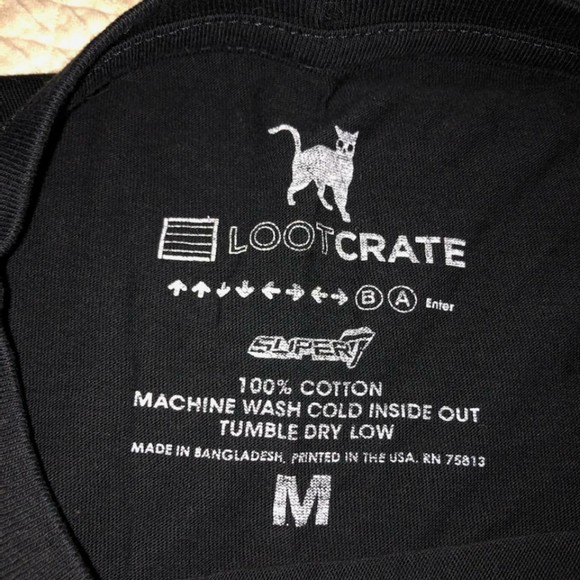 LOOTCRATE
↑↑↓↓←→←→ⒷⒶ Enter
SUPER7
100% COTTON
MACHINE WASH COLD INSIDE OUT
TUMBLE DRY LOW
MADE IN BANGLADESH, PRINTED IN THE USA. RN 75813
M